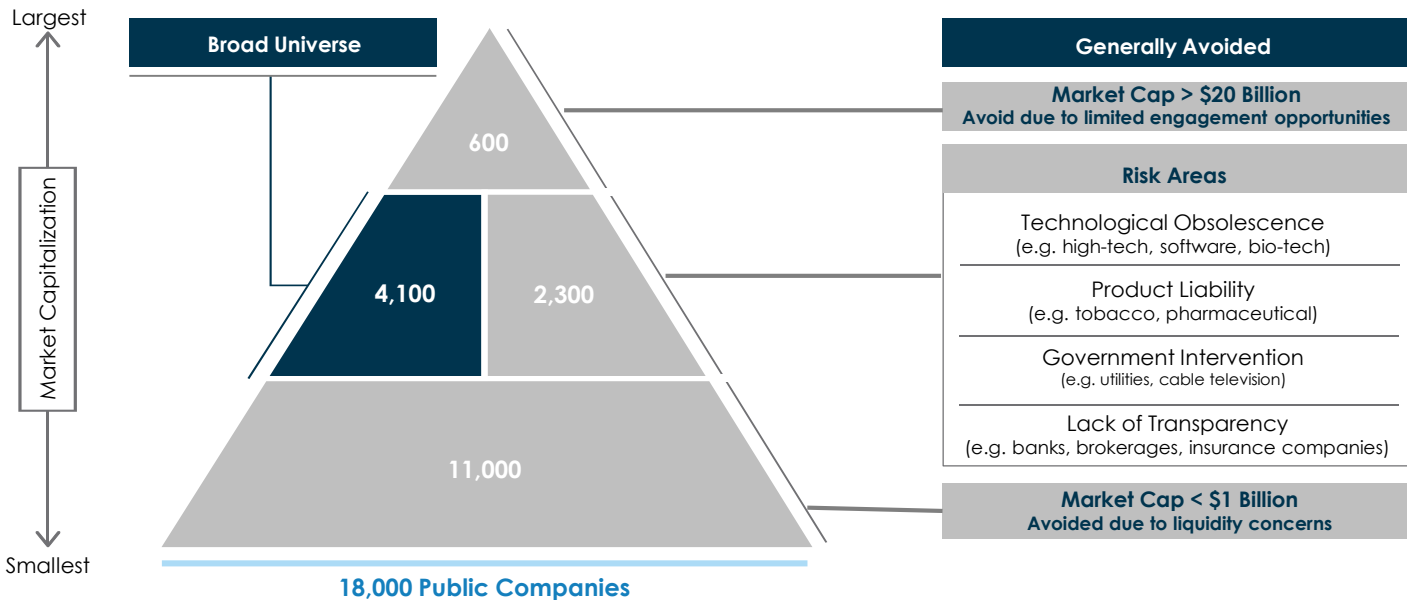 Largest
Market Capitalization
Smallest
Broad Universe
600
4,100
2,300
11,000
18,000 Public Companies
Generally Avoided
Market Cap > $20 Billion
Avoid due to limited engagement opportunities
Risk Areas
Technological Obsolescence
(e.g. high-tech, software, bio-tech)
Product Liability
(e.g. tobacco, pharmaceutical)
Government Intervention
(e.g. utilities, cable television)
Lack of Transparency
(e.g. banks, brokerages, insurance companies)
Market Cap < $1 Billion
Avoided due to liquidity concerns